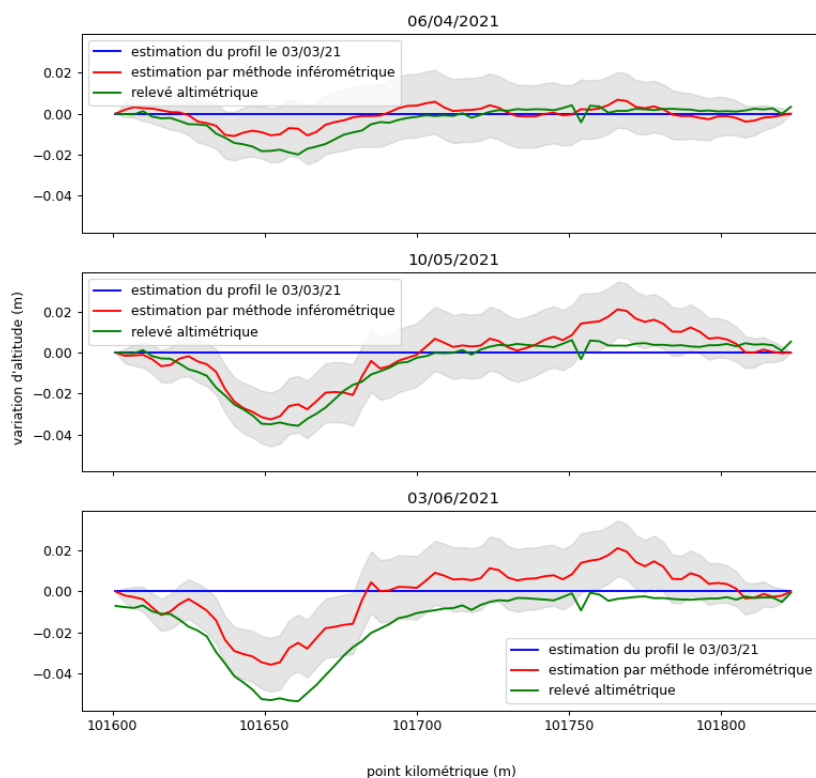 06/04/2021
estimation du profil le 03/03/21
estimation par méthode inférométrique
relevé altimétrique
0.02
0.00
−0.02
−0.04
10/05/2021
estimation du profil le 03/03/21
estimation par méthode inférométrique
relevé altimétrique
0.02
0.00
−0.02
−0.04
variation d'altitude (m)
03/06/2021
0.02
0.00
−0.02
−0.04
estimation du profil le 03/03/21
estimation par méthode inférométrique
relevé altimétrique
101600 101650 101700 101750 101800
point kilométrique (m)